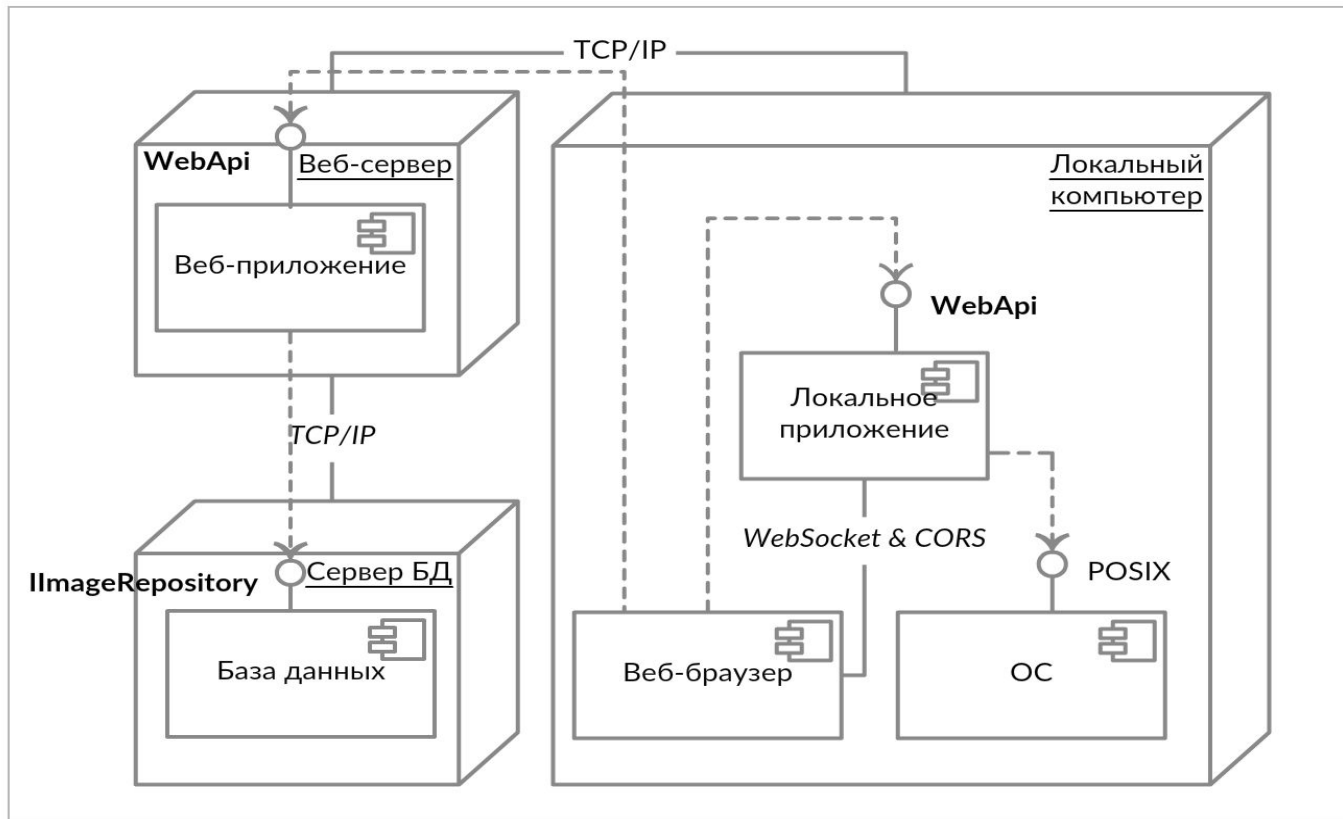 TCP/IP
WebApi
Веб-сервер
Веб-приложение
TCP/IP
IImageRepository
Сервер БД
База данных
Локальный
компьютер
WebApi
Локальное
приложение
WebSocket & CORS
POSIX
Веб-браузер
ОС